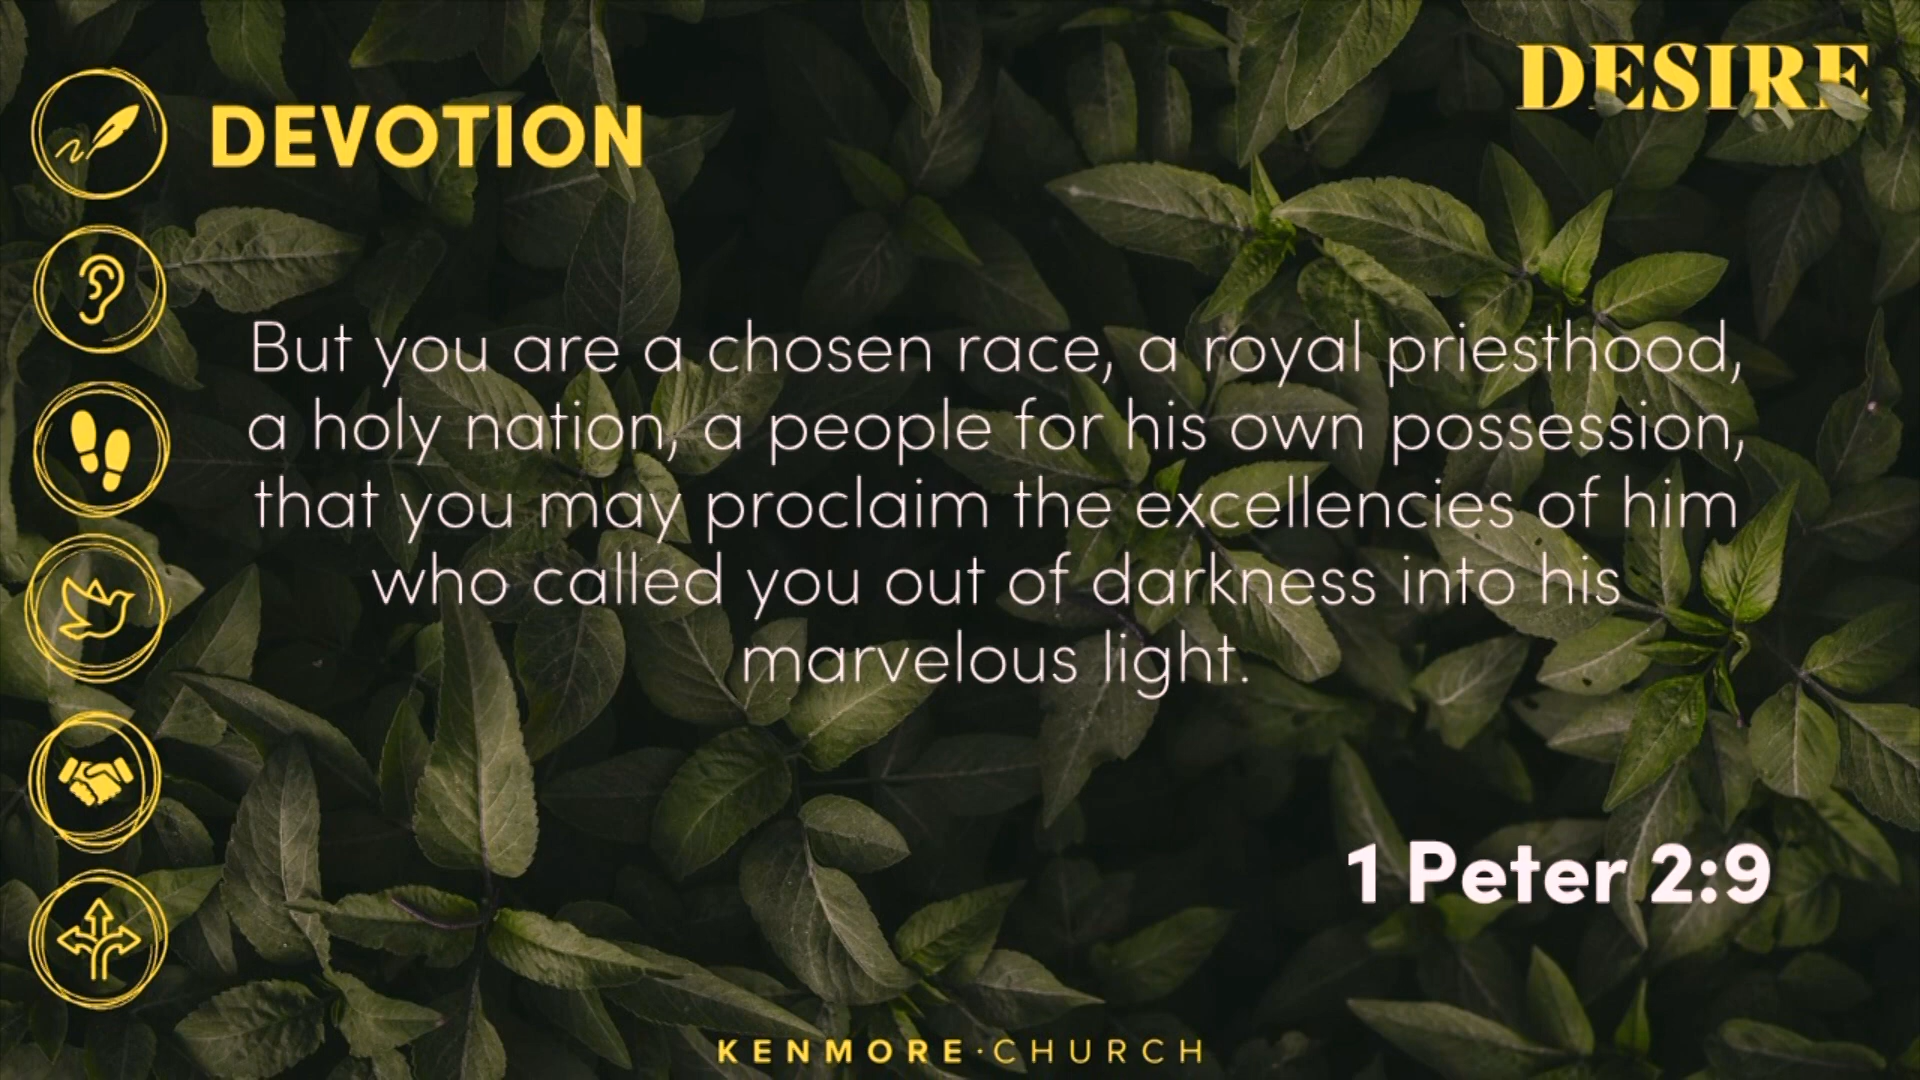 DESIRE
DEVOTION
But you are a chosen race, a royal priesthood,
a holy nation, a people for his own possession,
that you may proclaim the excellencies of him
who called you out of darkness into his
marvelous light.
1 Peter 2:9
KENMORE·CHURCH